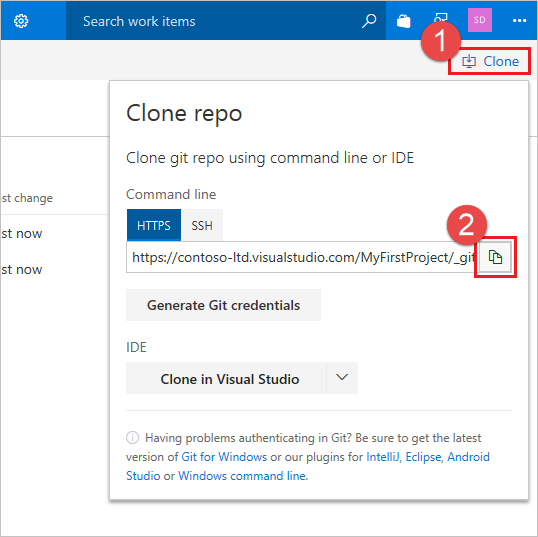 Search work items
SD
1
Clone
Clone repo
Clone git repo using command line or IDE
st change
Command line
HTTPS SSH
st now
2
https://contoso-ltd.visualstudio.com/MyFirstProject/_git
st now
Generate Git credentials
IDE
Clone in Visual Studio
Having problems authenticating in Git? Be sure to get the latest
version of Git for Windows or our plugins for IntelliJ, Eclipse, Android
Studio or Windows command line.